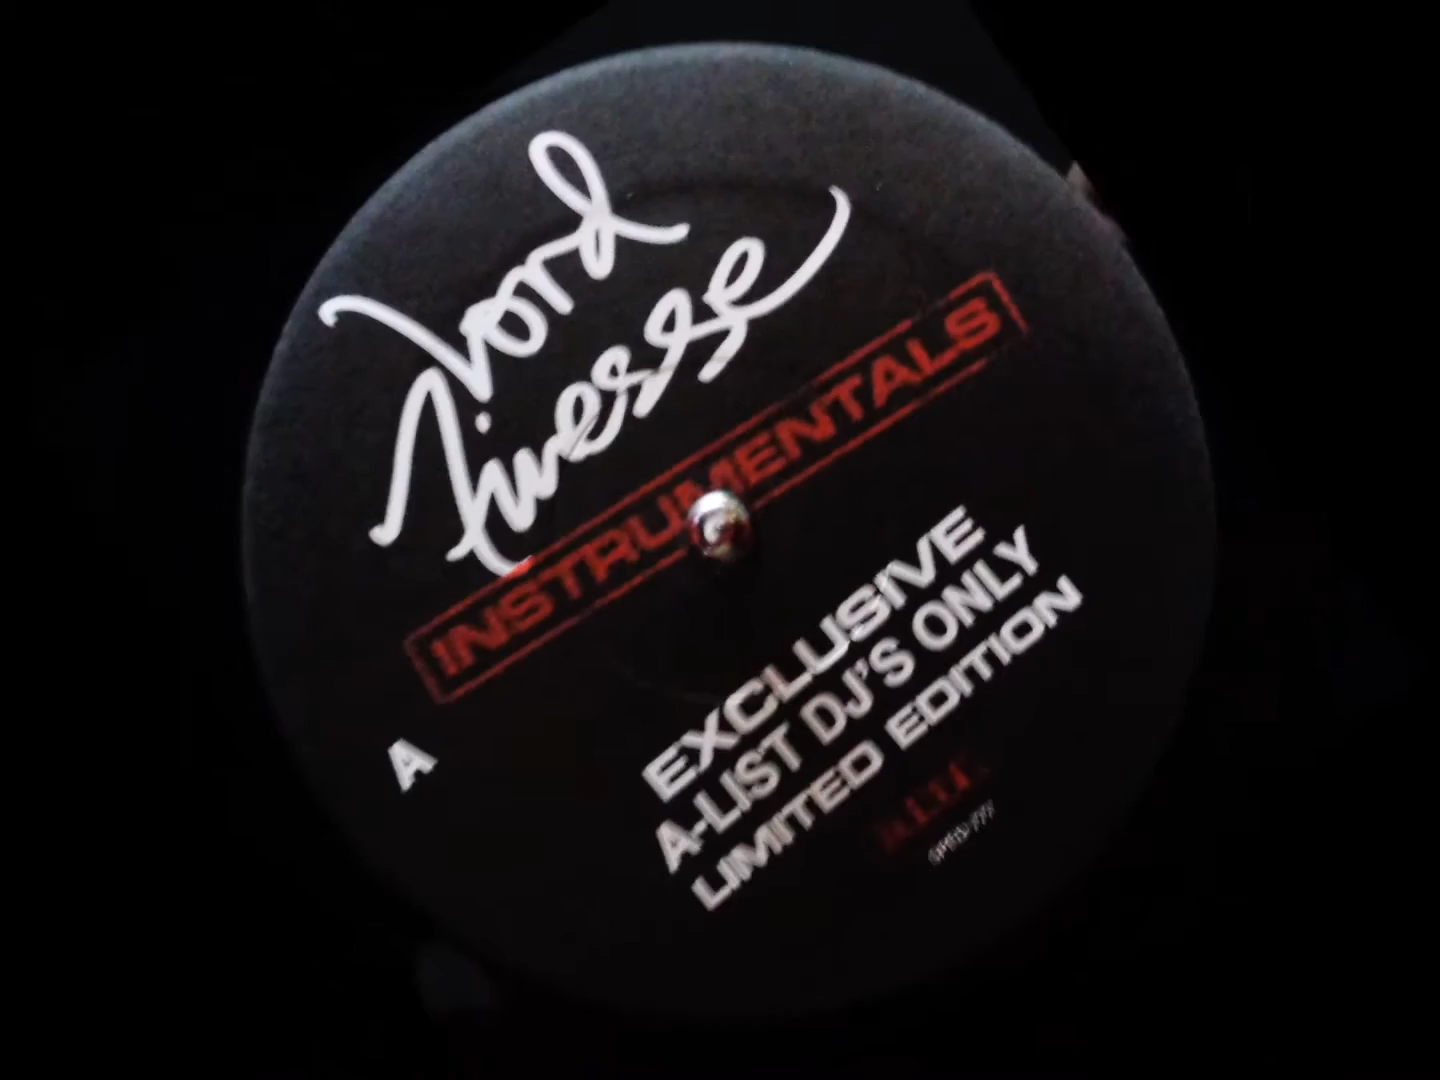 Lord
Finesse
INSTRUMENTALS
A
EXCLUSIVE
A-LIST DJ'S ONLY
LIMITED EDITION